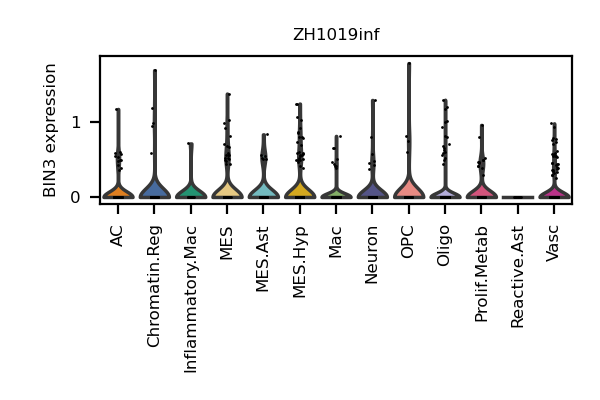 ZH1019inf
BIN3 expression
1
0
AC
Chromatin.Reg
Inflammatory.Mac
MES
MES.Ast
MES.Hyp
Mac
Neuron
OPC
Oligo
Prolif.Metab
Reactive.Ast
Vasc